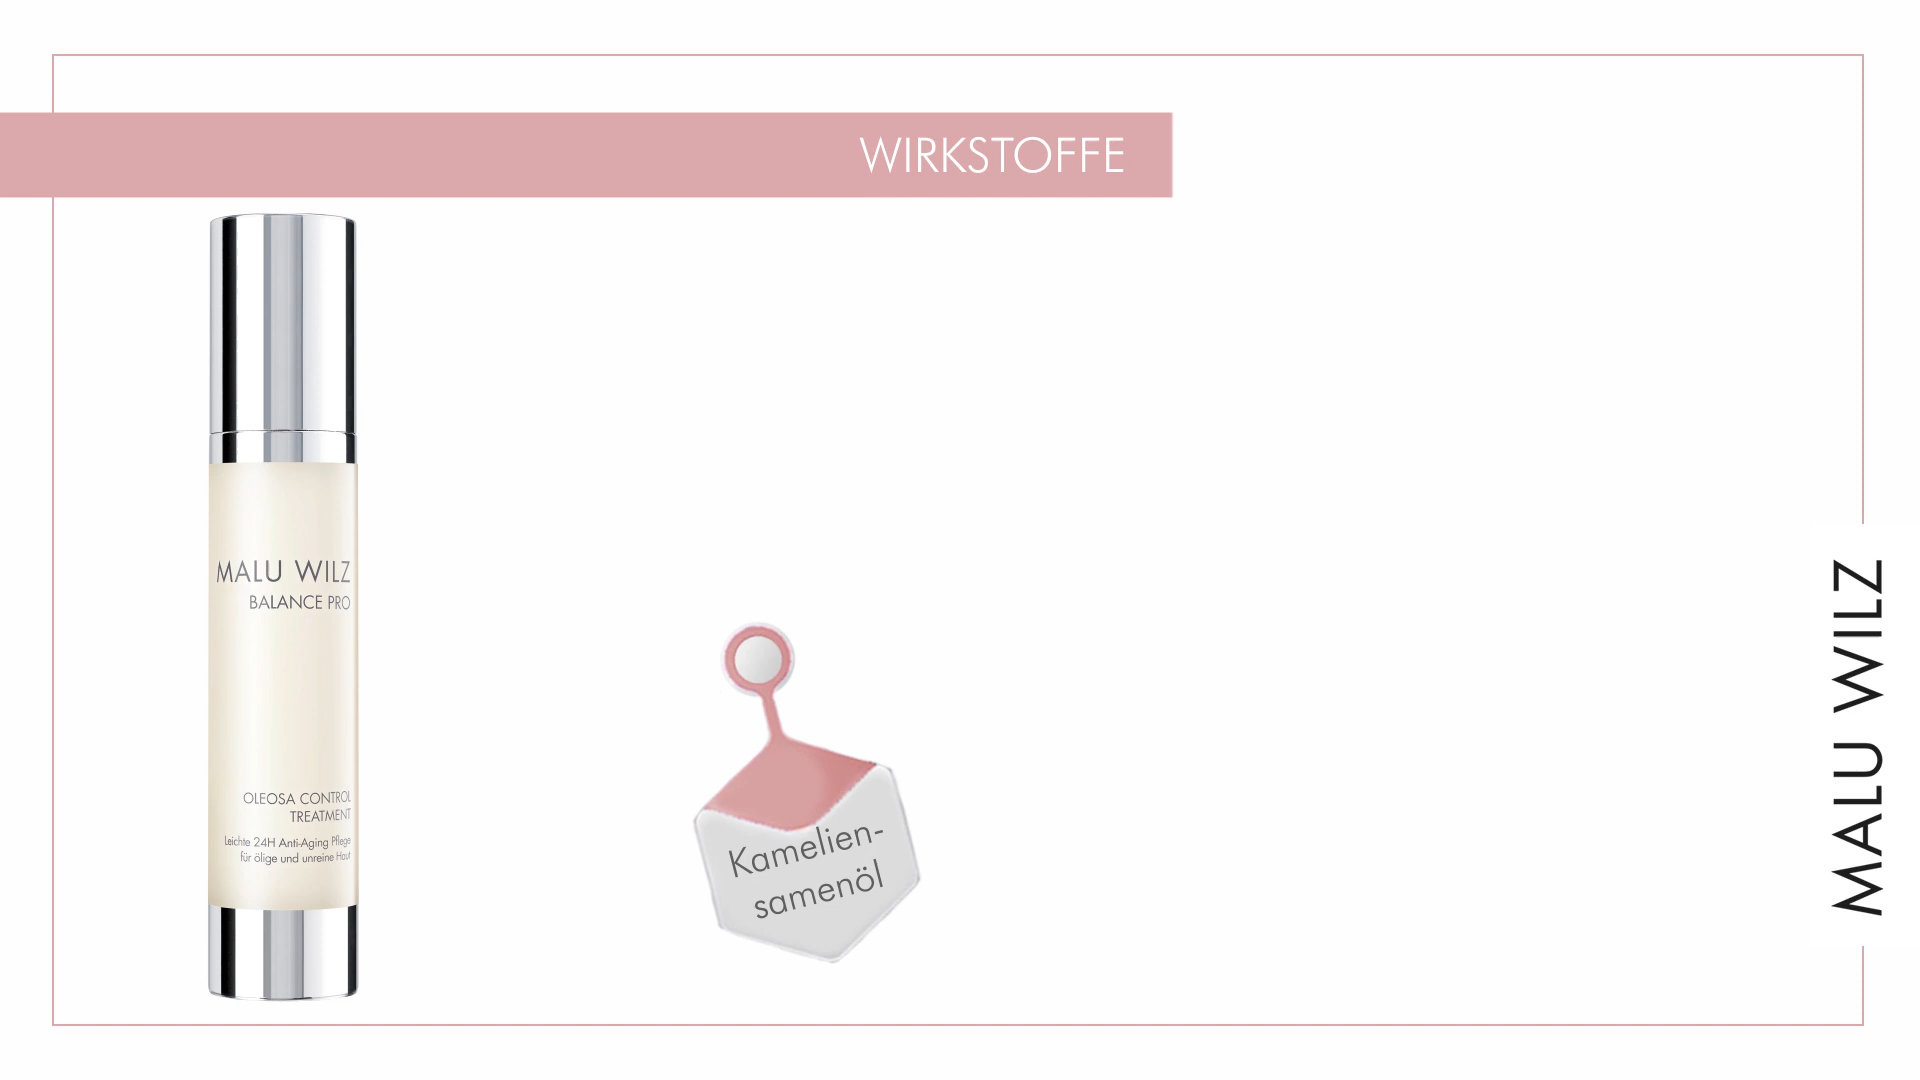 WIRKSTOFFE
MALU WILZ
BALANCE PRO
OLEOSA CONTROL
TREATMENT
Leichte 24H Anti-Aging Pflege
für ölige und unreine Haut
Kamelien-
samenöl
MALU WILZ